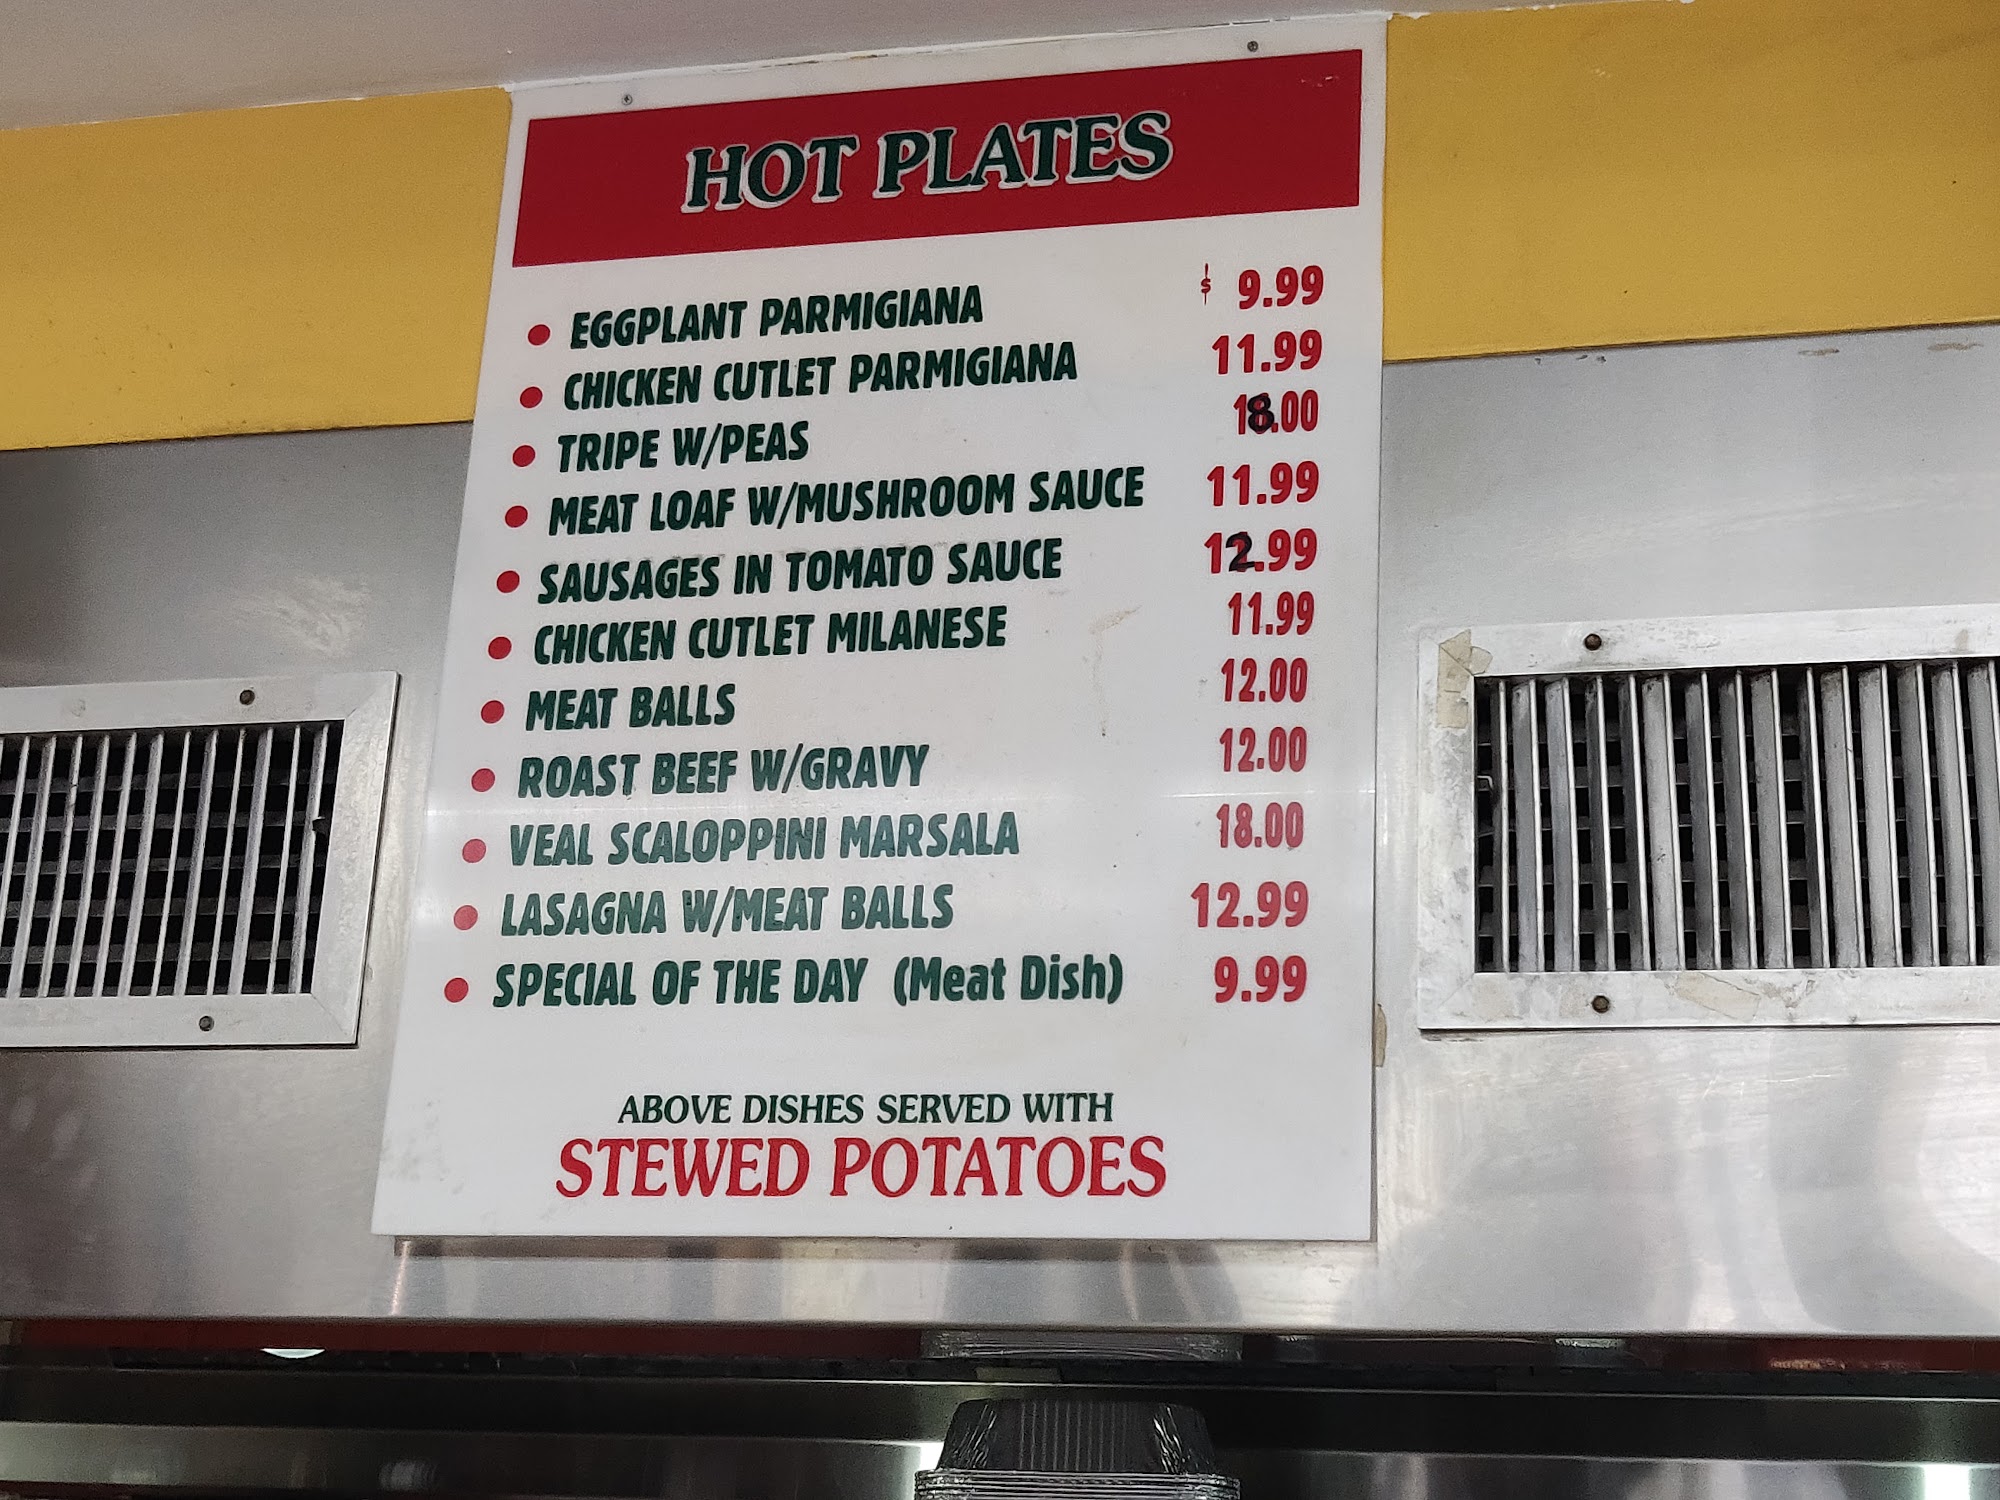 HOT PLATES
• EGGPLANT PARMIGIANA $ 9.99
• CHICKEN CUTLET PARMIGIANA 11.99
• TRIPE W/PEAS 18.00
• MEAT LOAF W/MUSHROOM SAUCE 11.99
• SAUSAGES IN TOMATO SAUCE 12.99
• CHICKEN CUTLET MILANESE 11.99
• MEAT BALLS 12.00
• ROAST BEEF W/GRAVY 12.00
• VEAL SCALOPPINI MARSALA 18.00
• LASAGNA W/MEAT BALLS 12.99
• SPECIAL OF THE DAY (Meat Dish) 9.99
ABOVE DISHES SERVED WITH
STEWED POTATOES